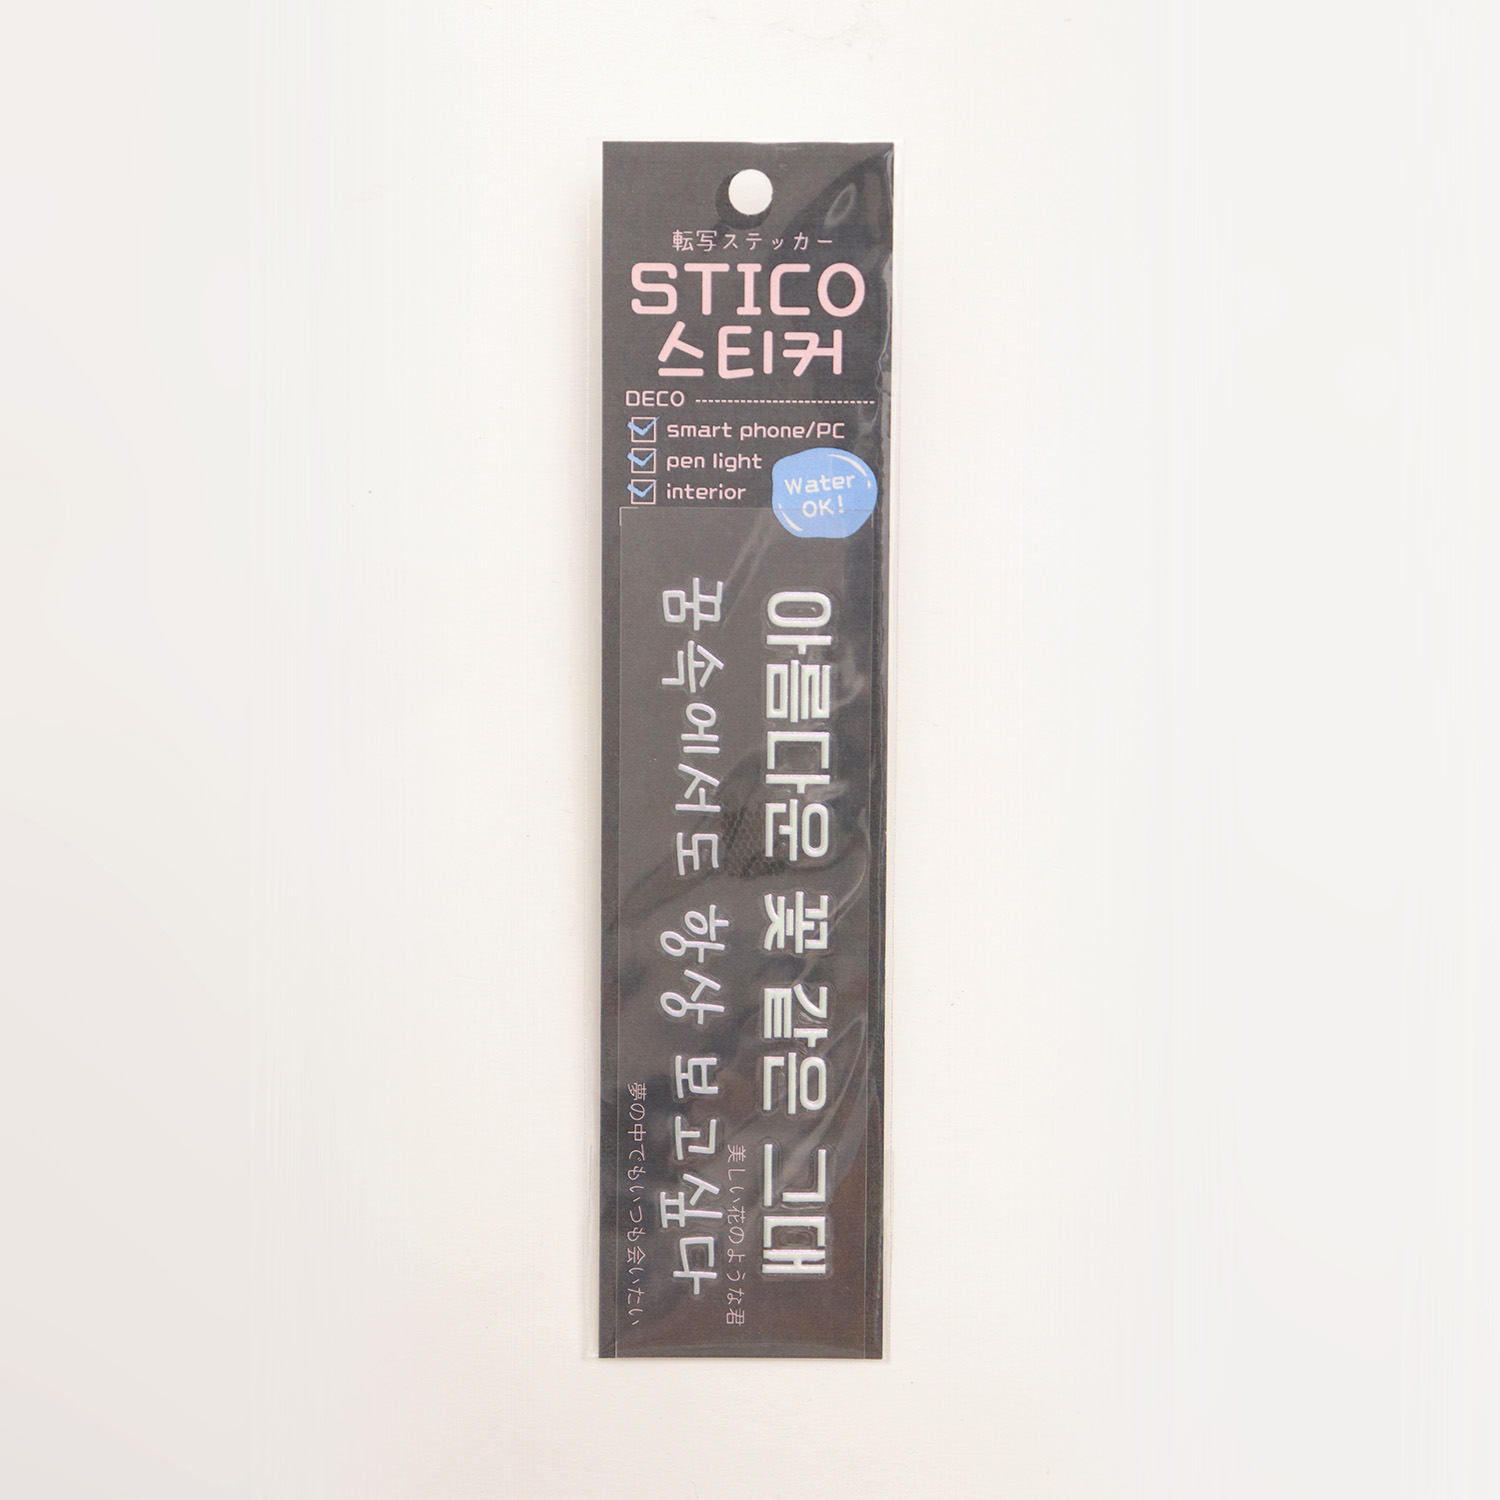 転写ステッカー
STICO
스티커
DECO
smart phone/PC
pen light
interior
Water
OK!
아름다운 꽃 같은 그대
美しい花のような君
꿈속에서도 항상 보고싶다
夢の中でもいつも会いたい